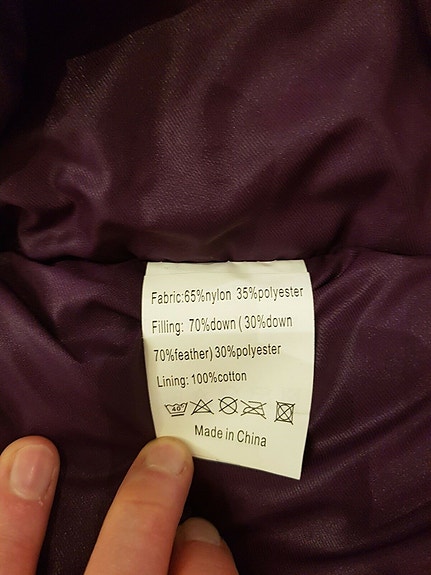 Fabric:65%nylon 35%polyester
Filling: 70%down ( 30%down
70%feather) 30%polyester
Lining: 100%cotton
40°
Made in China